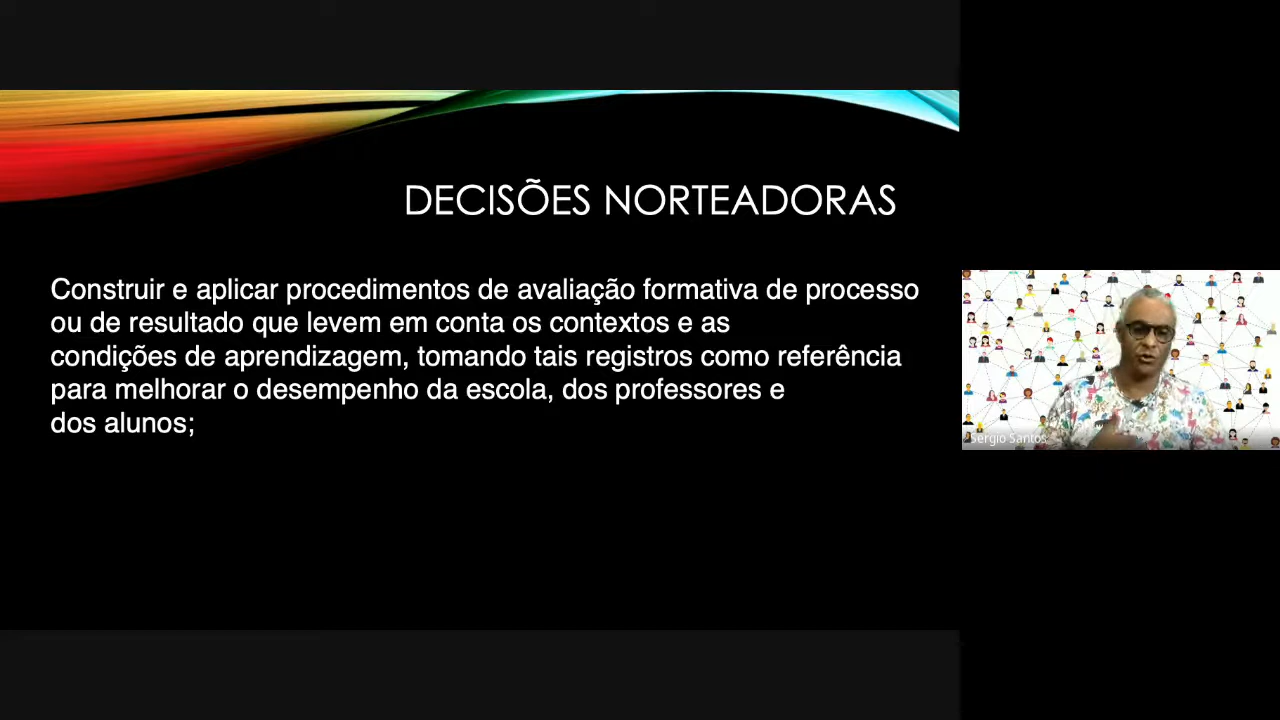 DECISÕES NORTEADORAS
Construir e aplicar procedimentos de avaliação formativa de processo
ou de resultado que levem em conta os contextos e as
condições de aprendizagem, tomando tais registros como referência
para melhorar o desempenho da escola, dos professores e
dos alunos;
Sergio Santos